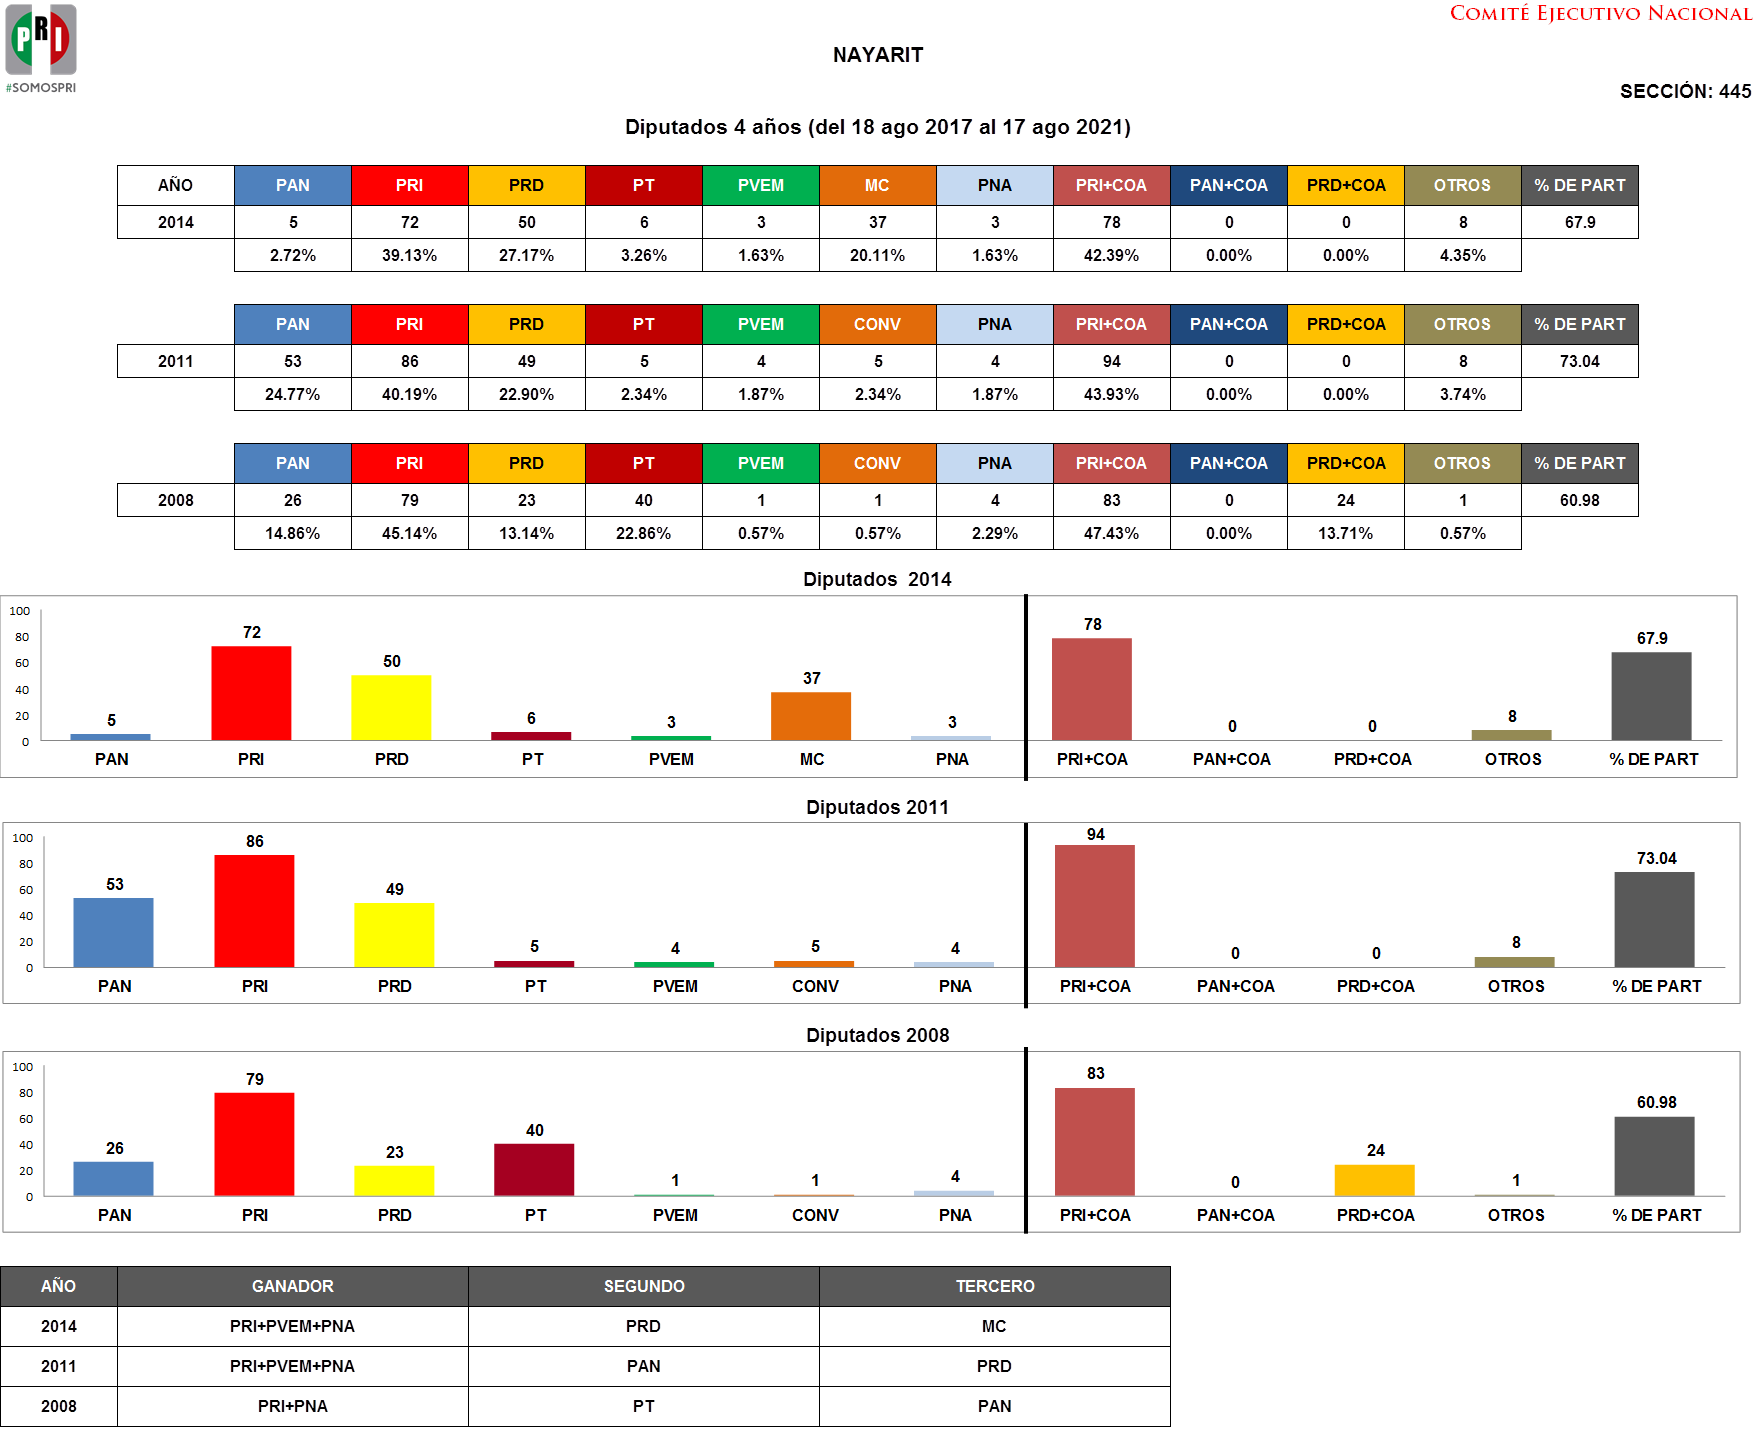 PRI
#SOMOSPRI
COMITÉ EJECUTIVO NACIONAL
NAYARIT
SECCIÓN: 445
Diputados 4 años (del 18 ago 2017 al 17 ago 2021)
AÑO PAN PRI PRD PT PVEM MC PNA PRI+COA PAN+COA PRD+COA OTROS % DE PART
2014 5 72 50 6 3 37 3 78 0 0 8 67.9
2.72% 39.13% 27.17% 3.26% 1.63% 20.11% 1.63% 42.39% 0.00% 0.00% 4.35%
PAN PRI PRD PT PVEM CONV PNA PRI+COA PAN+COA PRD+COA OTROS % DE PART
2011 53 86 49 5 4 5 4 94 0 0 8 73.04
24.77% 40.19% 22.90% 2.34% 1.87% 2.34% 1.87% 43.93% 0.00% 0.00% 3.74%
PAN PRI PRD PT PVEM CONV PNA PRI+COA PAN+COA PRD+COA OTROS % DE PART
2008 26 79 23 40 1 1 4 83 0 24 1 60.98
14.86% 45.14% 13.14% 22.86% 0.57% 0.57% 2.29% 47.43% 0.00% 13.71% 0.57%
Diputados 2014
100
80
60
40
20
0
5 72 50 6 3 37 3 78 0 0 8 67.9
PAN PRI PRD PT PVEM MC PNA PRI+COA PAN+COA PRD+COA OTROS % DE PART
Diputados 2011
100
80
60
40
20
0
53 86 49 5 4 5 4 94 0 0 8 73.04
PAN PRI PRD PT PVEM CONV PNA PRI+COA PAN+COA PRD+COA OTROS % DE PART
Diputados 2008
100
80
60
40
20
0
26 79 23 40 1 1 4 83 0 24 1 60.98
PAN PRI PRD PT PVEM CONV PNA PRI+COA PAN+COA PRD+COA OTROS % DE PART
AÑO GANADOR SEGUNDO TERCERO
2014 PRI+PVEM+PNA PRD MC
2011 PRI+PVEM+PNA PAN PRD
2008 PRI+PNA PT PAN